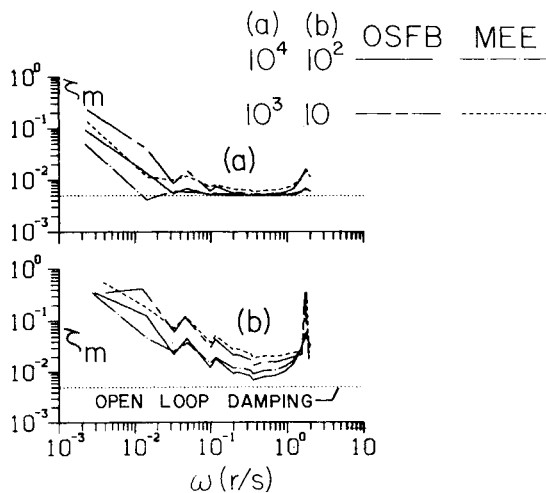 (a) (b) OSFB MEE
10⁴ 10²
10³ 10
10⁰
ζm
10⁻¹
(a)
10⁻²
10⁻³
10⁰
ζm
10⁻¹
(b)
10⁻²
OPEN LOOP DAMPING
10⁻³
10⁻³ 10⁻² 10⁻¹ 10⁰ 10
ω (r/s)